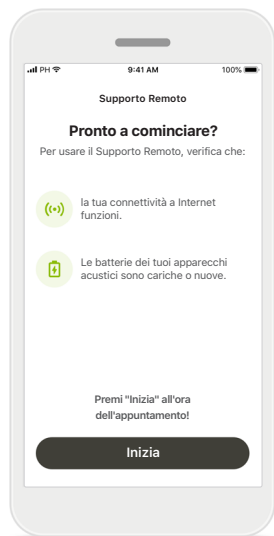 PH 9:41 AM 100%
Supporto Remoto
Pronto a cominciare?
Per usare il Supporto Remoto, verifica che:
la tua connettività a Internet
funzioni.
Le batterie dei tuoi apparecchi
acustici sono cariche o nuove.
Premi "Inizia" all'ora
dell'appuntamento!
Inizia